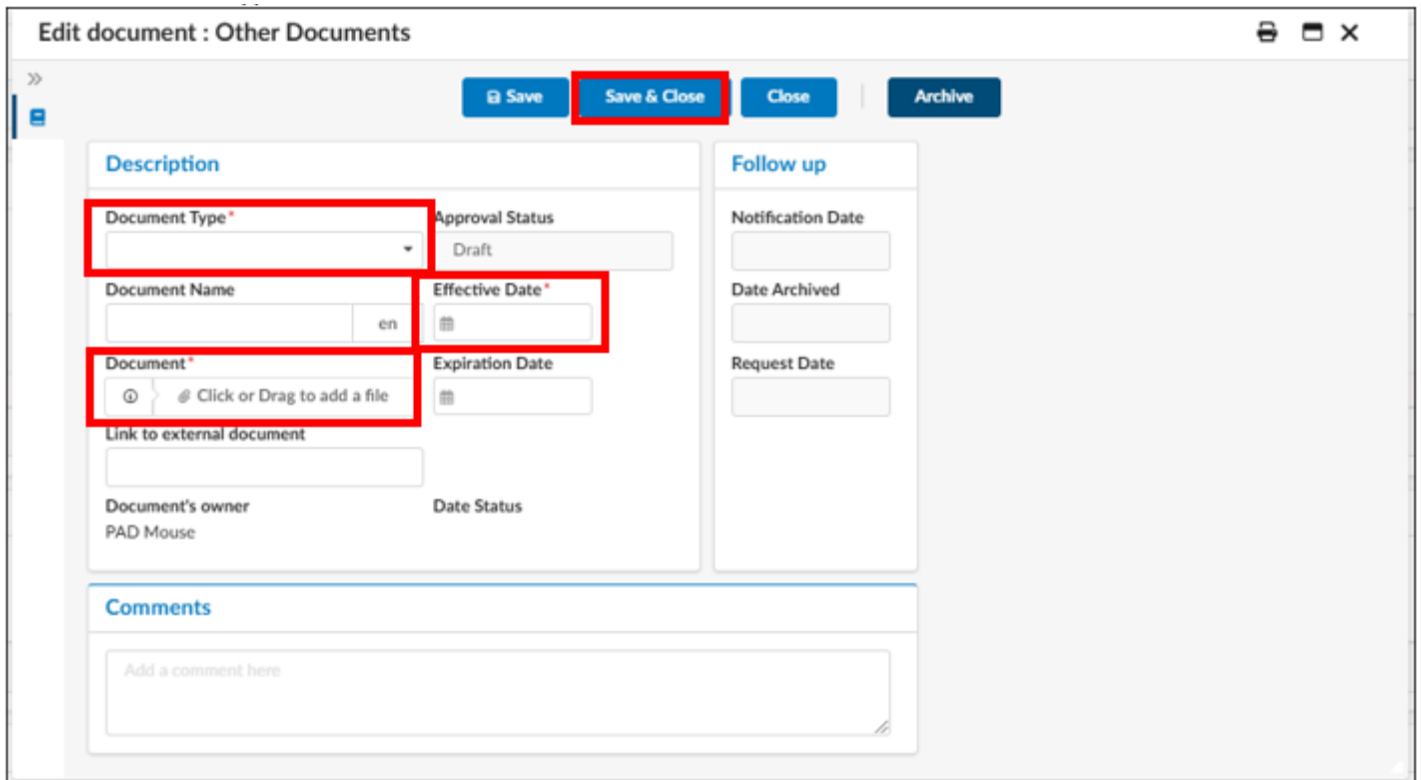 Edit document : Other Documents
Save
Save & Close
Close
Archive
Description
Document Type*
Approval Status
Draft
Document Name
en
Effective Date*
Document*
Click or Drag to add a file
Expiration Date
Link to external document
Document's owner
PAD Mouse
Date Status
Follow up
Notification Date
Date Archived
Request Date
Comments
Add a comment here